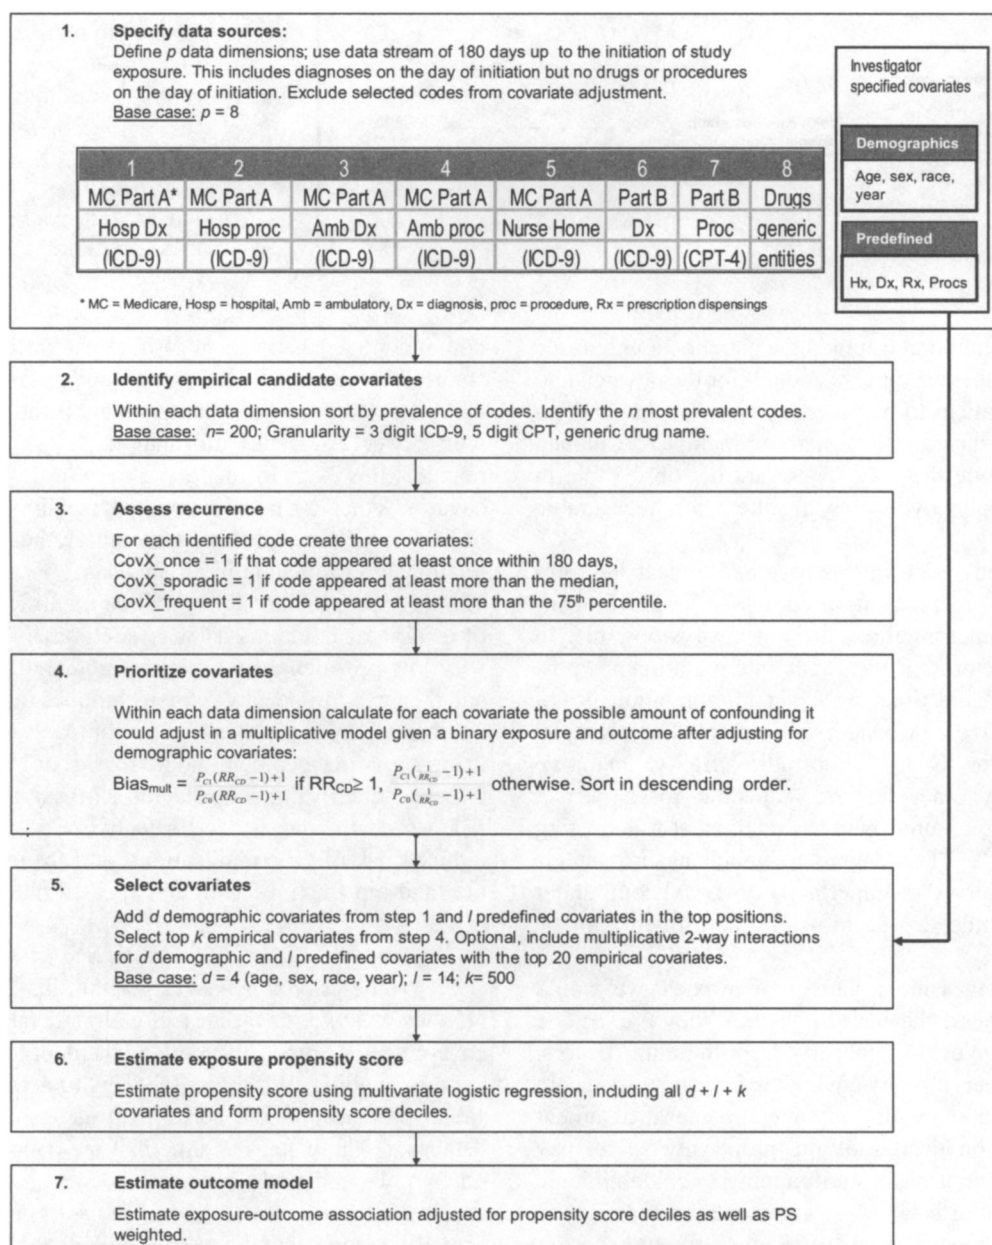 1. Specify data sources:
Define p data dimensions; use data stream of 180 days up to the initiation of study
exposure. This includes diagnoses on the day of initiation but no drugs or procedures
on the day of initiation. Exclude selected codes from covariate adjustment.
Base case: p = 8
Investigator
specified covariates
Demographics
Age, sex, race,
year
Predefined
Hx, Dx, Rx, Procs
1 2 3 4 5 6 7 8
MC Part A* MC Part A MC Part A MC Part A MC Part A Part B Part B Drugs
Hosp Dx Hosp proc Amb Dx Amb proc Nurse Home Dx Proc generic
(ICD-9) (ICD-9) (ICD-9) (ICD-9) (ICD-9) (ICD-9) (CPT-4) entities
* MC = Medicare, Hosp = hospital, Amb = ambulatory, Dx = diagnosis, proc = procedure, Rx = prescription dispensings
2. Identify empirical candidate covariates
Within each data dimension sort by prevalence of codes. Identify the n most prevalent codes.
Base case: n= 200; Granularity = 3 digit ICD-9, 5 digit CPT, generic drug name.
3. Assess recurrence
For each identified code create three covariates:
CovX_once = 1 if that code appeared at least once within 180 days,
CovX_sporadic = 1 if code appeared at least more than the median,
CovX_frequent = 1 if code appeared at least more than the 75th percentile.
4. Prioritize covariates
Within each data dimension calculate for each covariate the possible amount of confounding it
could adjust in a multiplicative model given a binary exposure and outcome after adjusting for
demographic covariates:
Bias_mult = (P_C1(RR_CD −1)+1)/(P_C0(RR_CD −1)+1) if RR_CD ≥ 1, (P_C1(1/RR_CD −1)+1)/(P_C0(1/RR_CD −1)+1) otherwise. Sort in descending order.
5. Select covariates
Add d demographic covariates from step 1 and l predefined covariates in the top positions.
Select top k empirical covariates from step 4. Optional, include multiplicative 2-way interactions
for d demographic and l predefined covariates with the top 20 empirical covariates.
Base case: d = 4 (age, sex, race, year); l = 14; k= 500
6. Estimate exposure propensity score
Estimate propensity score using multivariate logistic regression, including all d + l + k
covariates and form propensity score deciles.
7. Estimate outcome model
Estimate exposure-outcome association adjusted for propensity score deciles as well as PS
weighted.